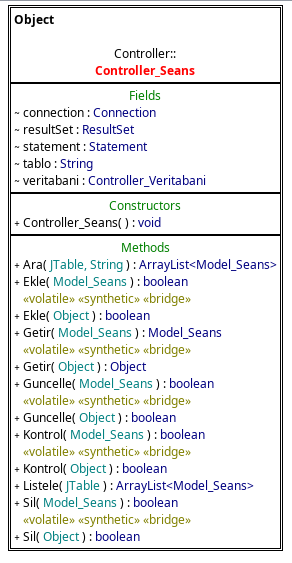 Object
Controller::
Controller_Seans
Fields
~ connection : Connection
~ resultSet : ResultSet
~ statement : Statement
~ tablo : String
~ veritabani : Controller_Veritabani
Constructors
+ Controller_Seans( ) : void
Methods
+ Ara( JTable, String ) : ArrayList<Model_Seans>
+ Ekle( Model_Seans ) : boolean
«volatile» «synthetic» «bridge»
+ Ekle( Object ) : boolean
+ Getir( Model_Seans ) : Model_Seans
«volatile» «synthetic» «bridge»
+ Getir( Object ) : Object
+ Guncelle( Model_Seans ) : boolean
«volatile» «synthetic» «bridge»
+ Guncelle( Object ) : boolean
+ Kontrol( Model_Seans ) : boolean
«volatile» «synthetic» «bridge»
+ Kontrol( Object ) : boolean
+ Listele( JTable ) : ArrayList<Model_Seans>
+ Sil( Model_Seans ) : boolean
«volatile» «synthetic» «bridge»
+ Sil( Object ) : boolean